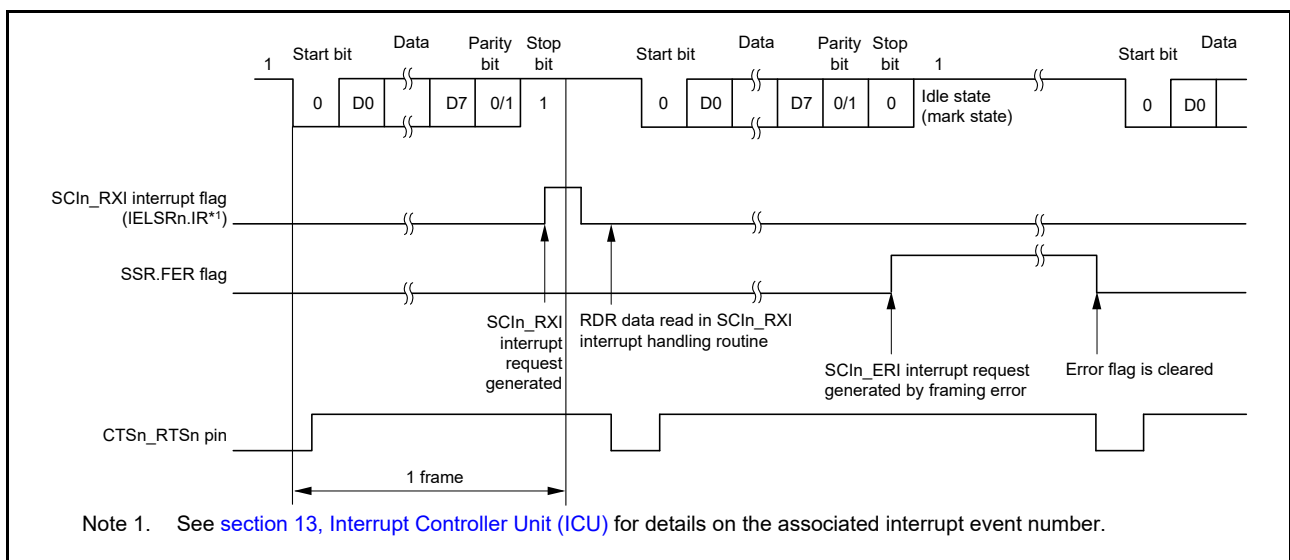 Start bit
Data
Parity bit
Stop bit
1
0
D0
D7
0/1
1
Start bit
Data
Parity bit
Stop bit
1
0
D0
D7
0/1
0
Idle state
(mark state)
Start bit
Data
0
D0
SCIn_RXI interrupt flag
(IELSRn.IR*1)
SSR.FER flag
SCIn_RXI
interrupt
request
generated
RDR data read in SCIn_RXI
interrupt handling routine
SCIn_ERI interrupt request
generated by framing error
Error flag is cleared
CTSn_RTSn pin
1 frame
Note 1. See section 13, Interrupt Controller Unit (ICU) for details on the associated interrupt event number.